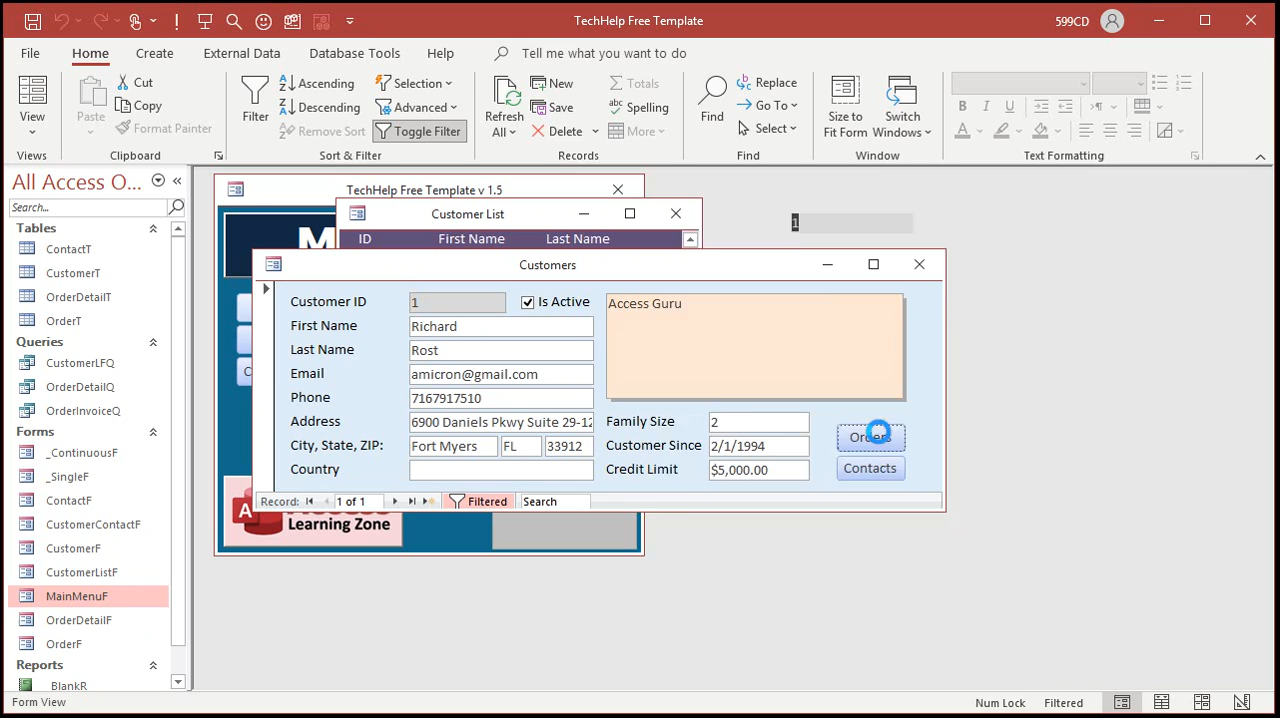 TechHelp Free Template
599CD
File
Home
Create
External Data
Database Tools
Help
Tell me what you want to do
View
Views
Paste
Cut
Copy
Format Painter
Clipboard
Filter
Ascending
Descending
Remove Sort
Selection
Advanced
Toggle Filter
Sort & Filter
Refresh
All
New
Save
Delete
Totals
Spelling
More
Records
Find
Replace
Go To
Select
Find
Size to
Fit Form
Switch
Windows
Window
B I U
A
Text Formatting
All Access O...
Search...
Tables
ContactT
CustomerT
OrderDetailT
OrderT
Queries
CustomerLFQ
OrderDetailQ
OrderInvoiceQ
Forms
_ContinuousF
_SingleF
ContactF
CustomerContactF
CustomerF
CustomerListF
MainMenuF
OrderDetailF
OrderF
Reports
BlankR
TechHelp Free Template v 1.5
M
C
A
Learning Zone
Customer List
ID First Name Last Name
1
Customers
Customer ID 1 Is Active
First Name Richard
Last Name Rost
Email amicron@gmail.com
Phone 7167917510
Address 6900 Daniels Pkwy Suite 29-12
City, State, ZIP: Fort Myers FL 33912
Country
Access Guru
Family Size 2
Customer Since 2/1/1994
Credit Limit $5,000.00
Orders
Contacts
Record: 1 of 1 Filtered Search
Form View
Num Lock Filtered